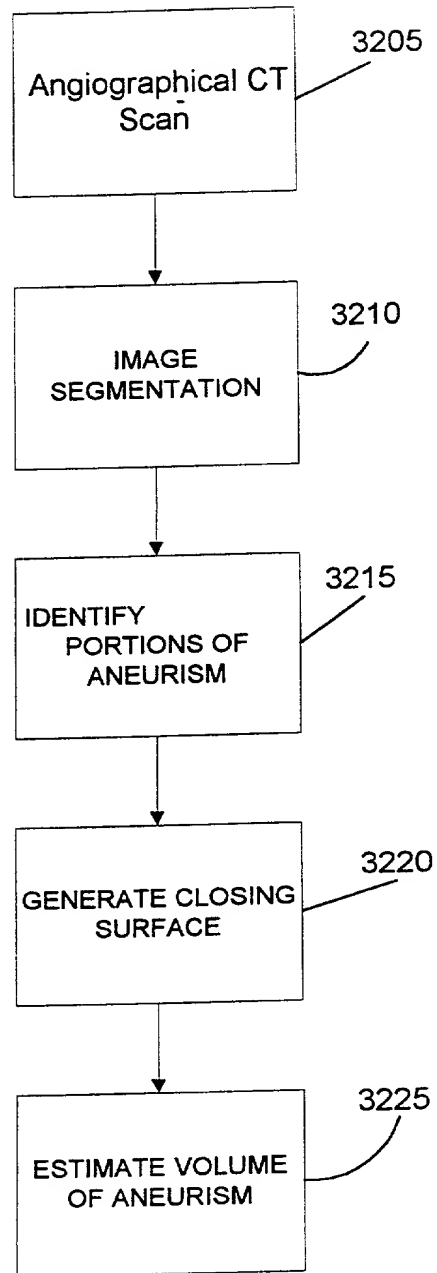 3205
Angiographical CT
Scan
3210
IMAGE
SEGMENTATION
3215
IDENTIFY
PORTIONS OF
ANEURISM
3220
GENERATE CLOSING
SURFACE
3225
ESTIMATE VOLUME
OF ANEURISM